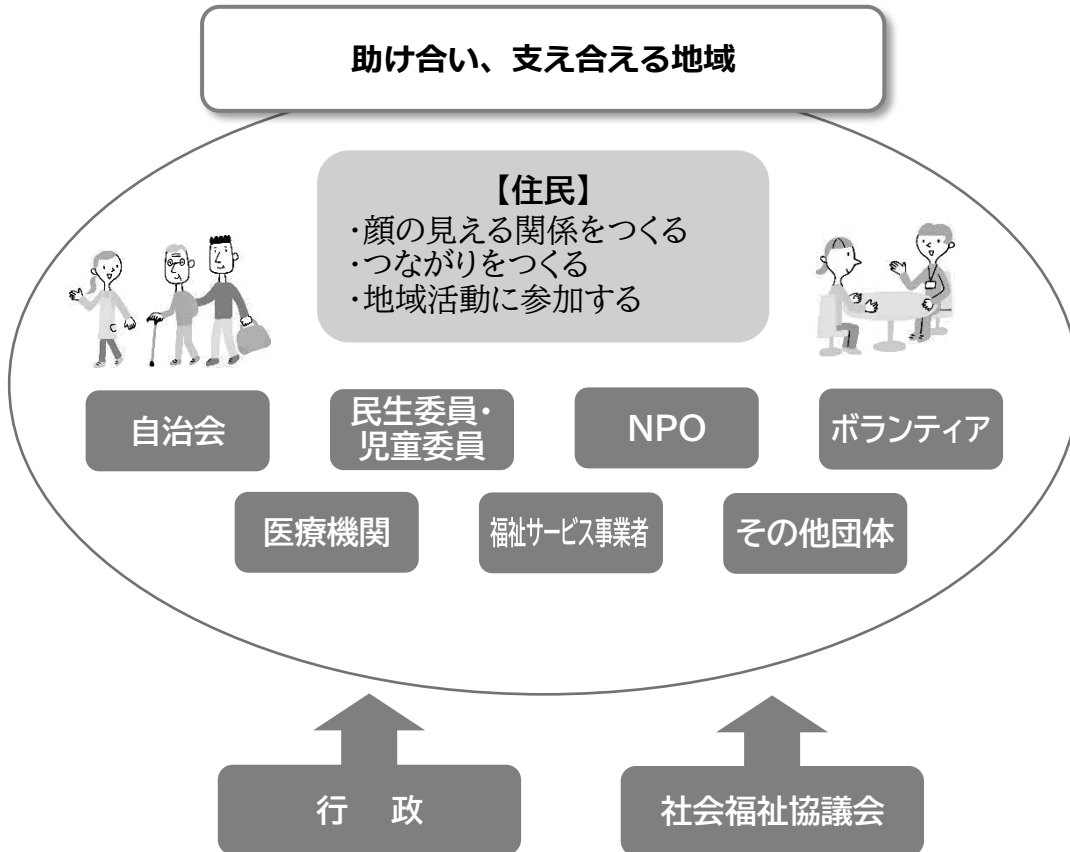 助け合い、支え合える地域
【住民】
・顔の見える関係をつくる
・つながりをつくる
・地域活動に参加する
自治会
民生委員・
児童委員
NPO
ボランティア
医療機関
福祉サービス事業者
その他団体
行　政
社会福祉協議会